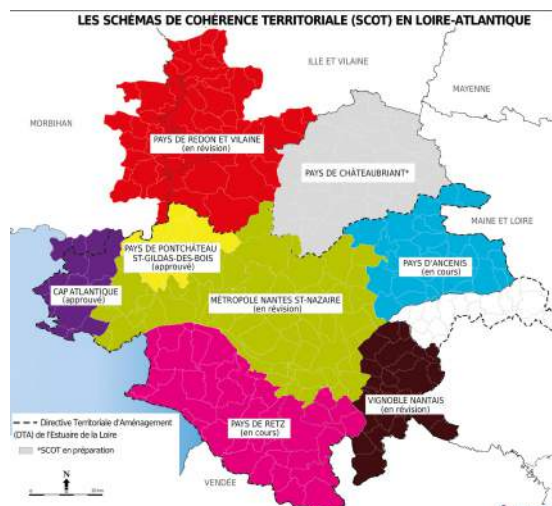 LES SCHÉMAS DE COHÉRENCE TERRITORIALE (SCOT) EN LOIRE-ATLANTIQUE
ILLE ET VILAINE
MAYENNE
MORBIHAN
PAYS DE REDON ET VILAINE
(en révision)
PAYS DE CHÂTEAUBRIANT*
MAINE ET LOIRE
PAYS DE PONTCHÂTEAU
ST-GILDAS-DES-BOIS
(approuvé)
PAYS D'ANCENIS
(en cours)
CAP ATLANTIQUE
(approuvé)
MÉTROPOLE NANTES ST-NAZAIRE
(en révision)
VIGNOBLE NANTAIS
(en révision)
PAYS DE RETZ
(en cours)
Directive Territoriale d'Aménagement
(DTA) de l'Estuaire de la Loire
*SCOT en préparation
N
VENDÉE